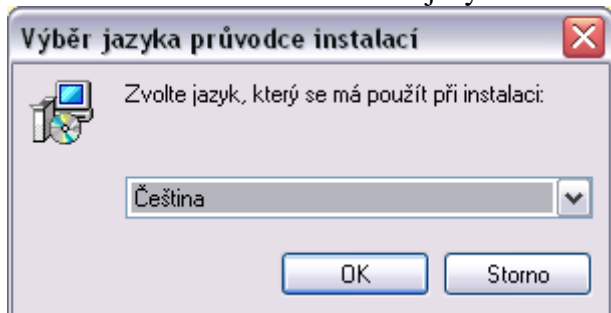 Výběr jazyka průvodce instalací
Zvolte jazyk, který se má použít při instalaci:
Čeština
OK
Storno